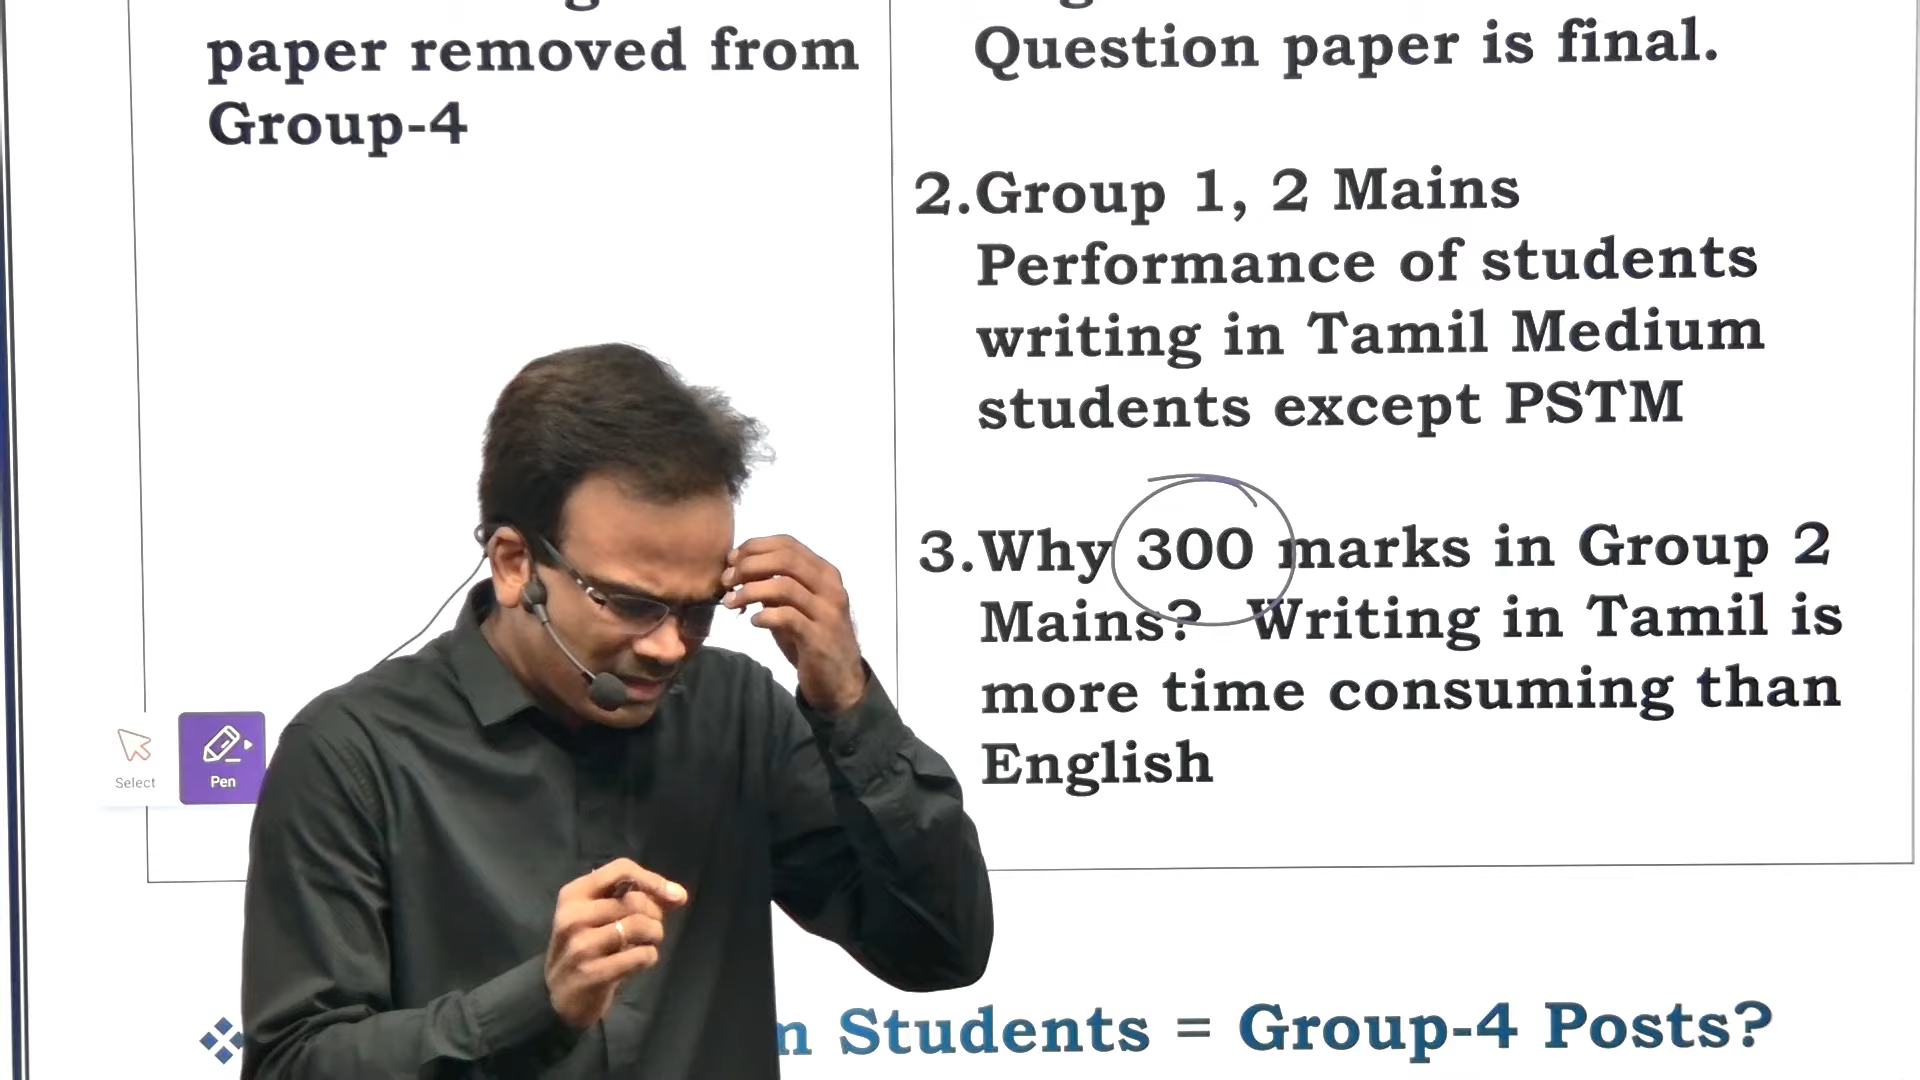 paper removed from
Group-4
Question paper is final.
2.Group 1, 2 Mains
Performance of students
writing in Tamil Medium
students except PSTM
3.Why 300 marks in Group 2
Mains? Writing in Tamil is
more time consuming than
English
Select
Pen
Students = Group-4 Posts?